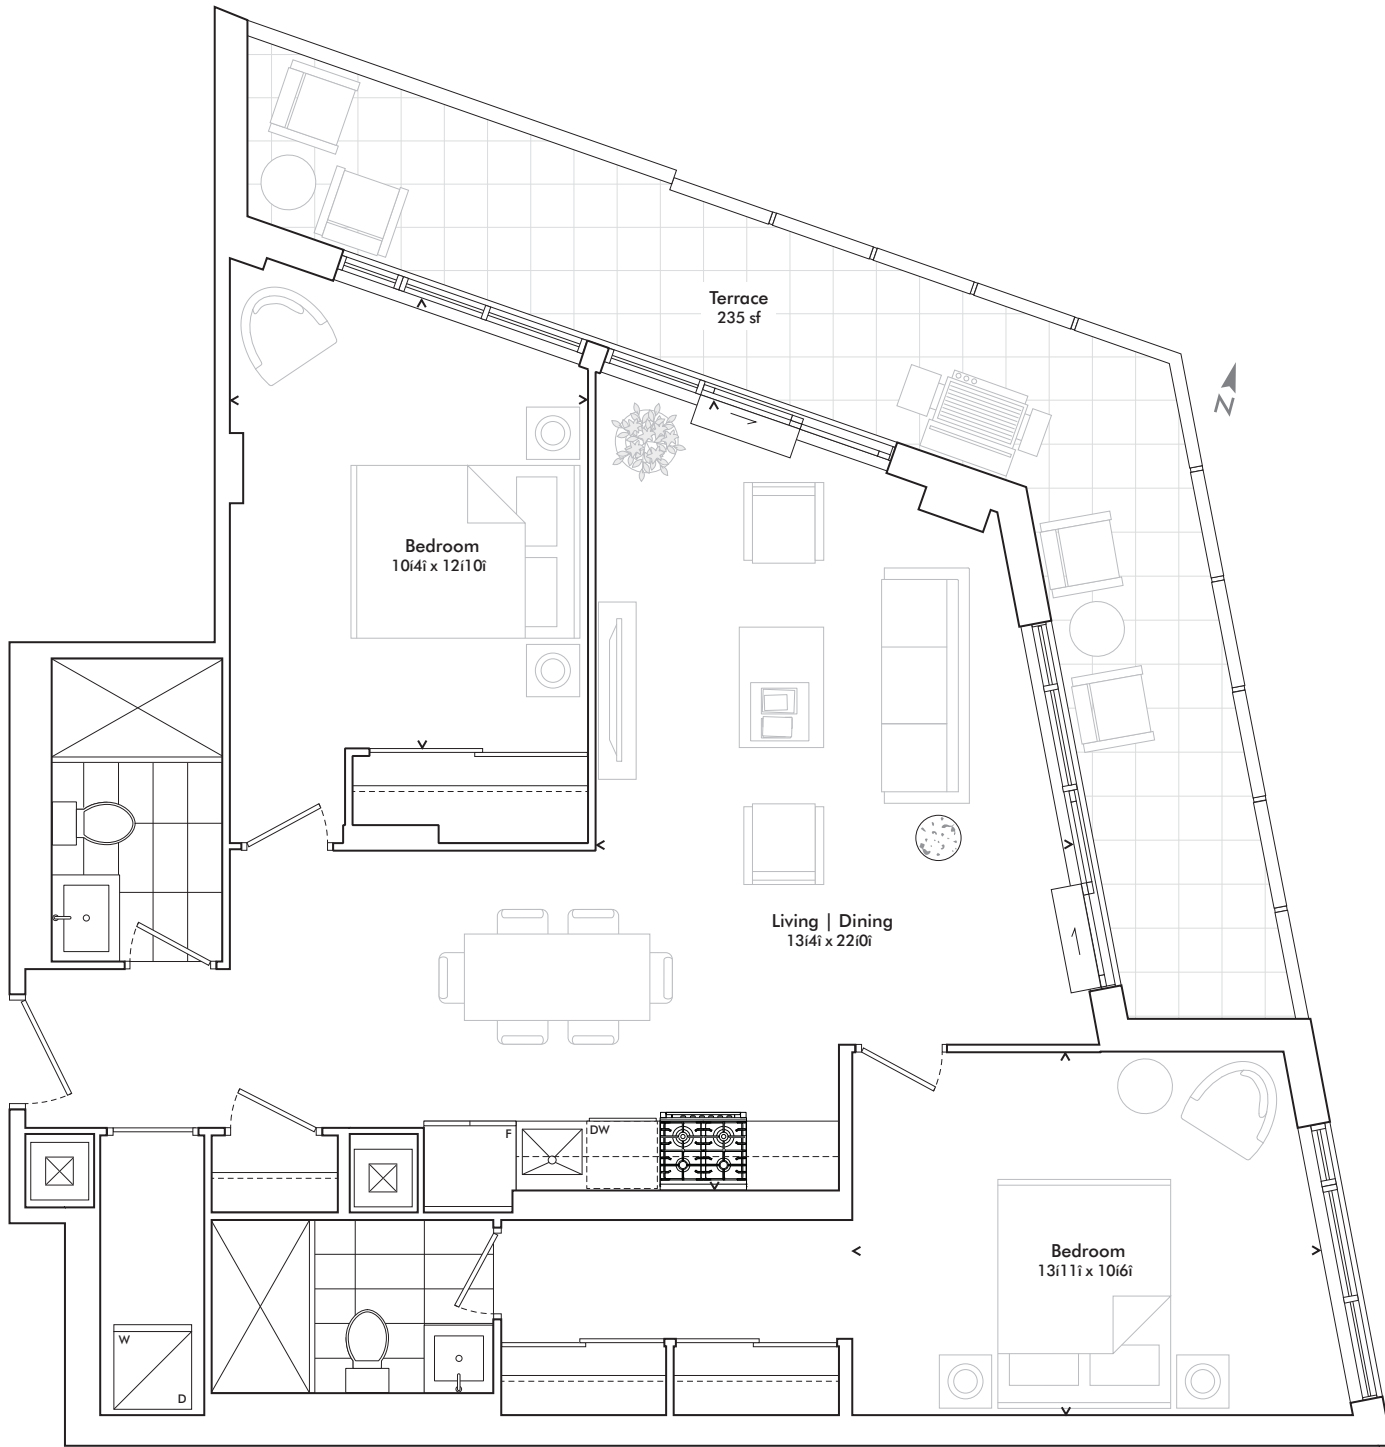 Terrace
235 sf
N
Bedroom
10í4î x 12í10î
Living | Dining
13í4î x 22í0î
F
DW
Bedroom
13í11î x 10í6î
W
D